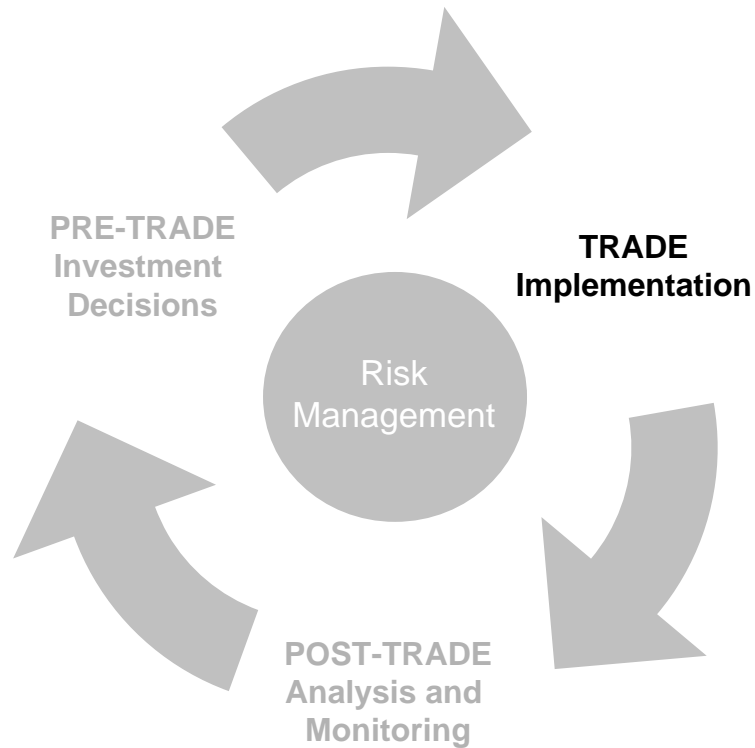 PRE-TRADE
Investment
Decisions
TRADE
Implementation
Risk
Management
POST-TRADE
Analysis and
Monitoring